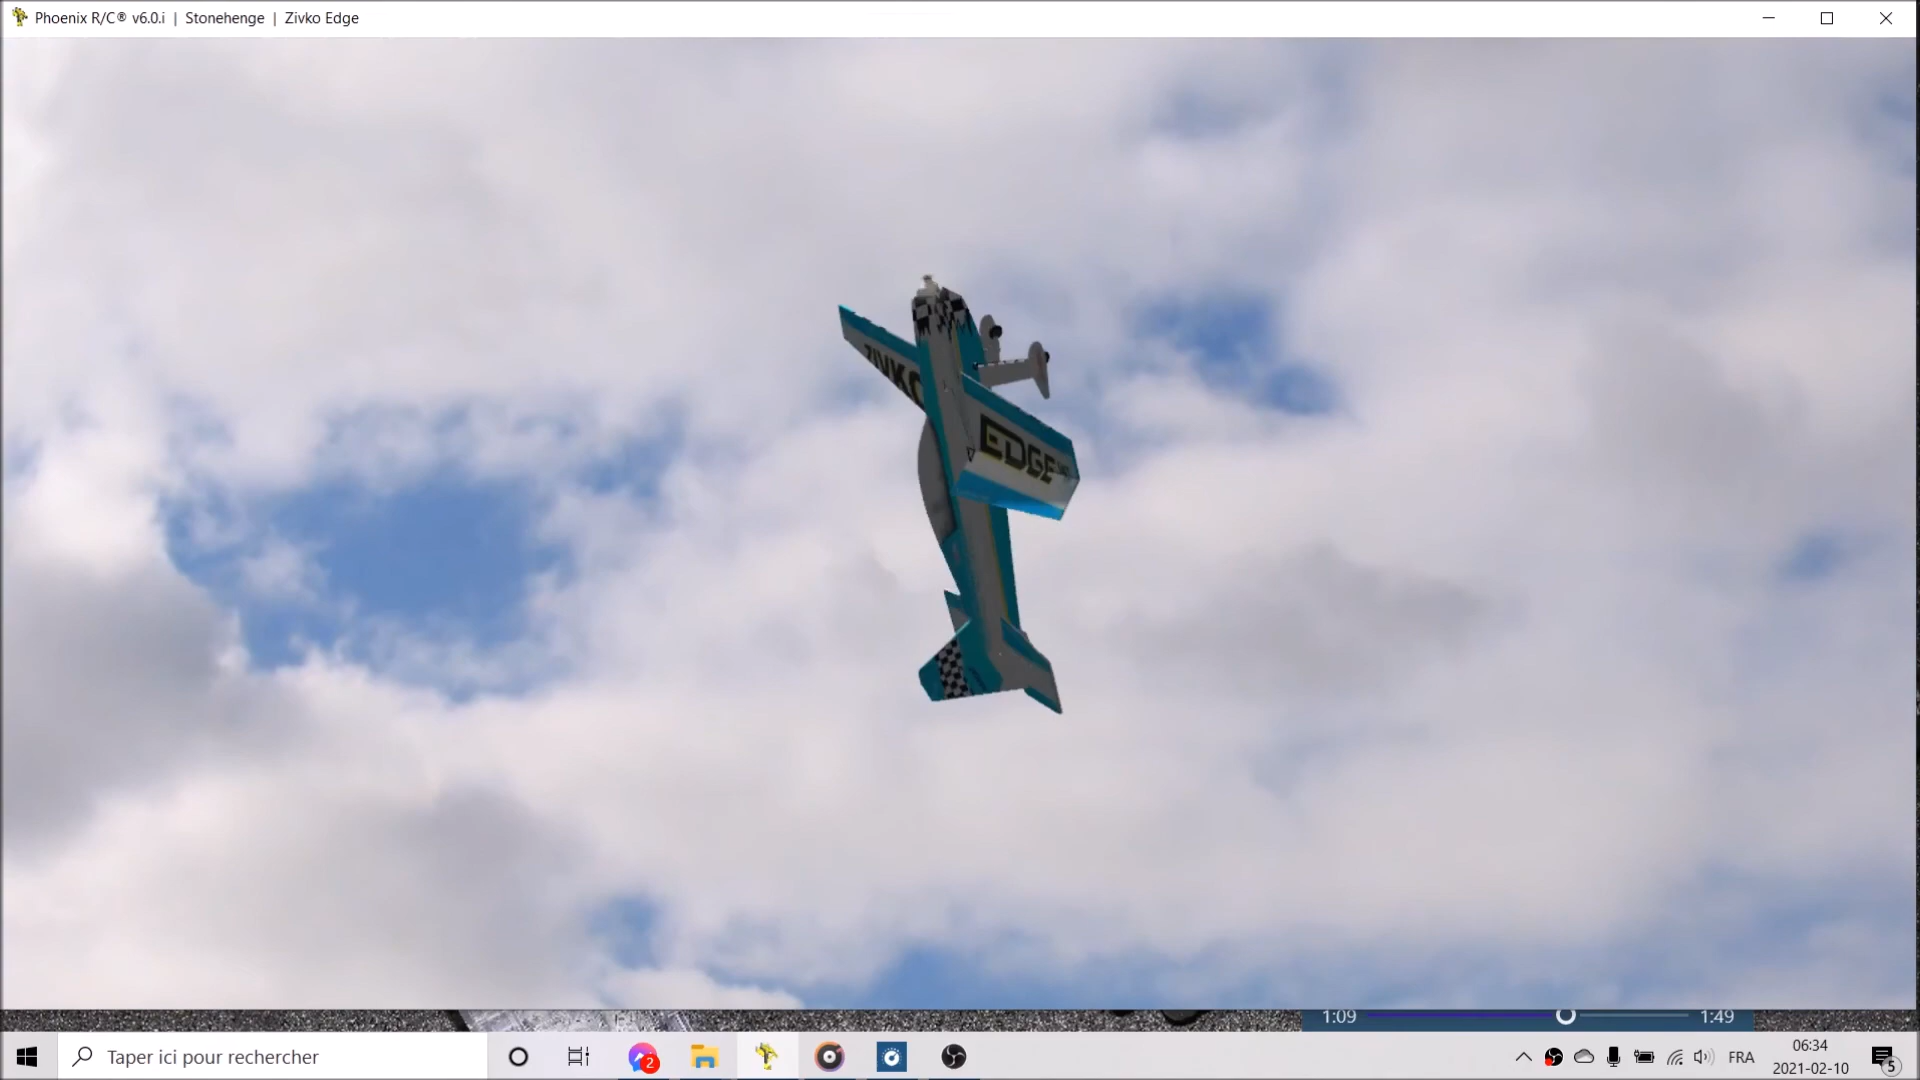 Phoenix R/C® v6.0.i | Stonehenge | Zivko Edge
ZIVKO
EDGE
1:09
1:49
Taper ici pour rechercher
2
FRA
06:34
2021-02-10
5